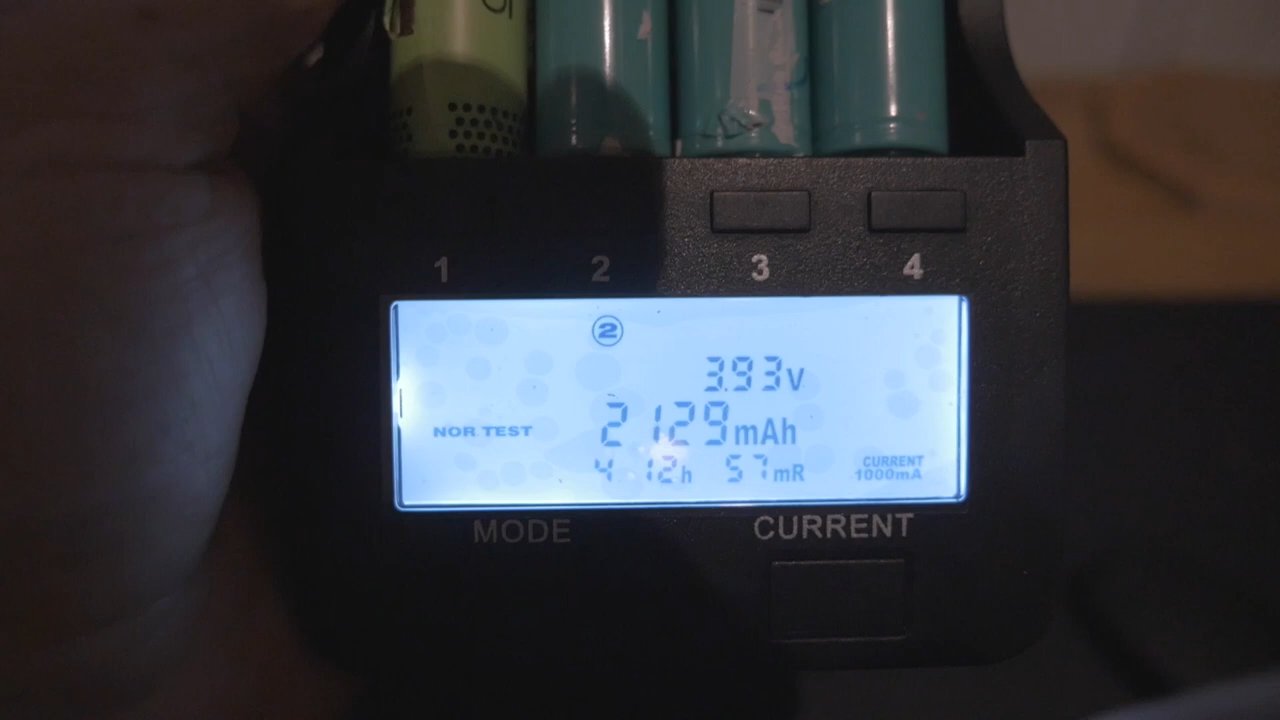 1 2 3 4
2
3.93V
2129mAh
NOR TEST
4 12h 57mR
CURRENT
1000mA
MODE CURRENT